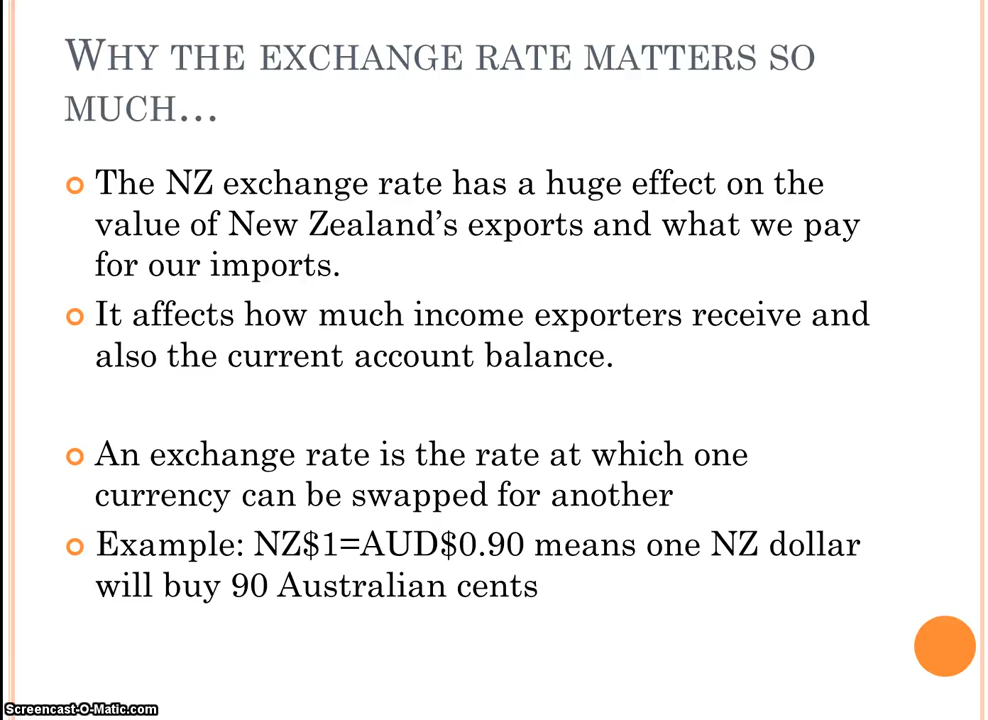 WHY THE EXCHANGE RATE MATTERS SO
MUCH...
The NZ exchange rate has a huge effect on the
value of New Zealand's exports and what we pay
for our imports.
It affects how much income exporters receive and
also the current account balance.
An exchange rate is the rate at which one
currency can be swapped for another
Example: NZ$1=AUD$0.90 means one NZ dollar
will buy 90 Australian cents
Screencast-O-Matic.com